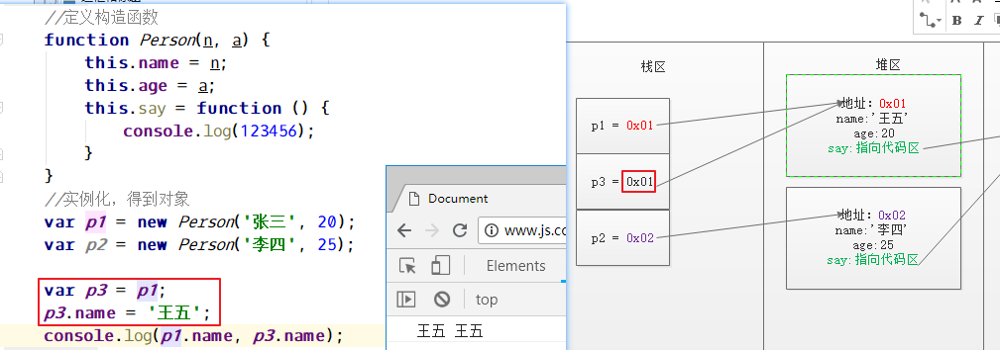 //定义构造函数
function Person(n, a) {
this.name = n;
this.age = a;
this.say = function () {
console.log(123456);
}
}
//实例化，得到对象
var p1 = new Person('张三', 20);
var p2 = new Person('李四', 25);
var p3 = p1;
p3.name = '王五';
console.log(p1.name, p3.name);
Document
www.js.co
Elements
top
王五 王五
B I
栈区
堆区
p1 = 0x01
p3 = 0x01
p2 = 0x02
地址：0x01
name:'王五'
age:20
say:指向代码区
地址：0x02
name:'李四'
age:25
say:指向代码区